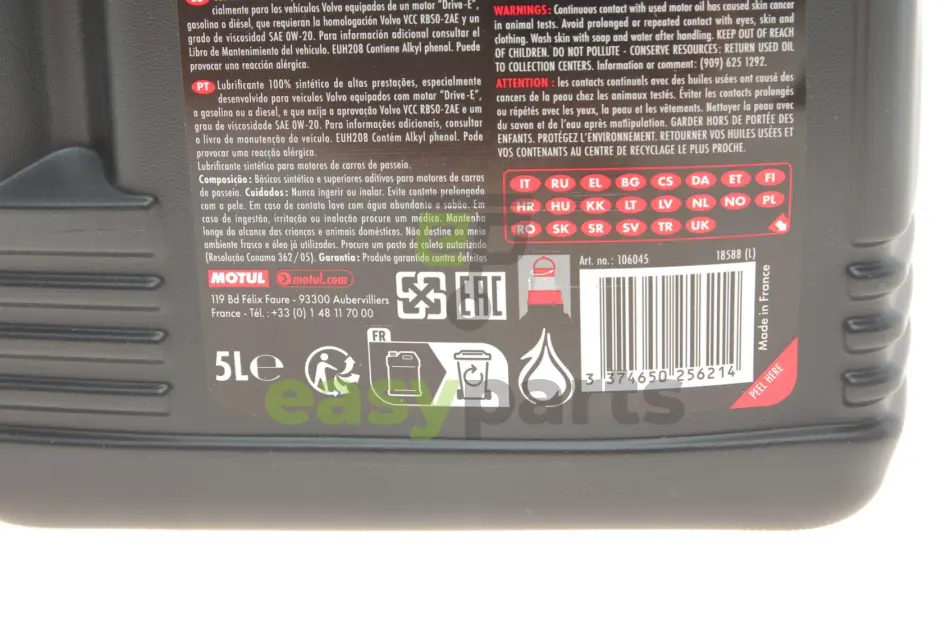 cialmente para los vehículos Volvo equipados de un motor "Drive-E",
gasolina o diésel, que requieran la homologación Volvo VCC RBS0-2AE y un
grado de viscosidad SAE 0W-20. Para información adicional consultar el
Libro de Mantenimiento del vehículo. EUH208 Contiene Alkyl phenol. Puede
provocar una reacción alérgica.
PT Lubrificante 100% sintético de altas prestações, especialmente
desenvolvido para veículos Volvo equipados com motor "Drive-E",
a gasolina ou a diesel, e que exija a aprovação Volvo VCC RBS0-2AE e um
grau de viscosidade SAE 0W-20. Para informações adicionais, consultar
o livro de manutenção do veículo. EUH208 Contém Alkyl phenol. Pode
provocar uma reacção alérgica.
Lubrificante sintético para motores de carros de passeio.
Composição: Básicos sintético e superiores aditivos para motores de carros
de passeio. Cuidados: Nunca ingerir ou inalar. Evite contato prolongado
com a pele. Em caso de contato lave com água abundante e sabão. Em
caso de ingestão, irritação ou inalação procure um médico. Mantenha
longe do alcance das crianças e animais domésticos. Não destine ao meio
ambiente frasco e óleo já utilizados. Procure um posto de coleta autorizado
(Resolução Conama 362/05). Garantia: Produto garantido contra defeitos
MOTUL motul.com
119 Bd Félix Faure - 93300 Aubervilliers
France - Tél.: +33 (0) 1 48 11 70 00
5L e
FR
EAC
WARNINGS: Continuous contact with used motor oil has caused skin cancer
in animal tests. Avoid prolonged or repeated contact with eyes, skin and
clothing. Wash skin with soap and water after handling. KEEP OUT OF REACH
OF CHILDREN. DO NOT POLLUTE - CONSERVE RESOURCES: RETURN USED OIL
TO COLLECTION CENTERS. Information or comment: (909) 625 1292.
ATTENTION : les contacts continuels avec des huiles usées ont causé des
cancers de la peau chez les animaux testés. Éviter les contacts prolongés
ou répétés avec les yeux, la peau et les vêtements. Nettoyer la peau avec
du savon et de l'eau après manipulation. GARDER HORS DE PORTÉE DES
ENFANTS. PROTÉGEZ L'ENVIRONNEMENT. RETOURNER VOS HUILES USÉES ET
VOS CONTENANTS AU CENTRE DE RECYCLAGE LE PLUS PROCHE.
IT RU EL BG CS DA ET FI
HR HU KK LT LV NL NO PL
RO SK SR SV TR UK
Art. no.: 106045 18588 (L)
3 374650 256214
Made in France
PEEL HERE
easyparts